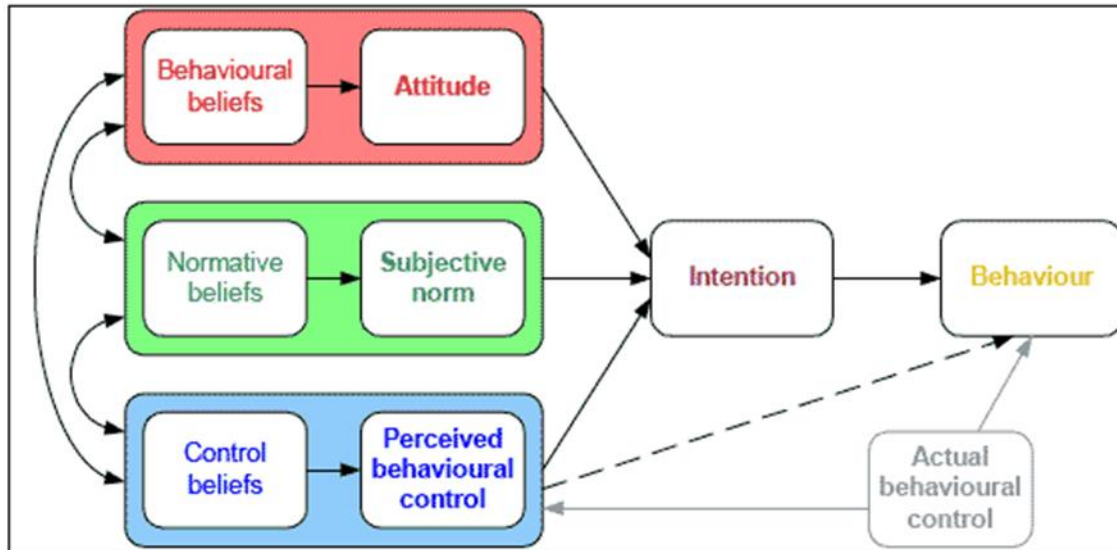 Behavioural
beliefs
Attitude
Normative
beliefs
Subjective
norm
Intention
Behaviour
Control
beliefs
Perceived
behavioural
control
Actual
behavioural
control